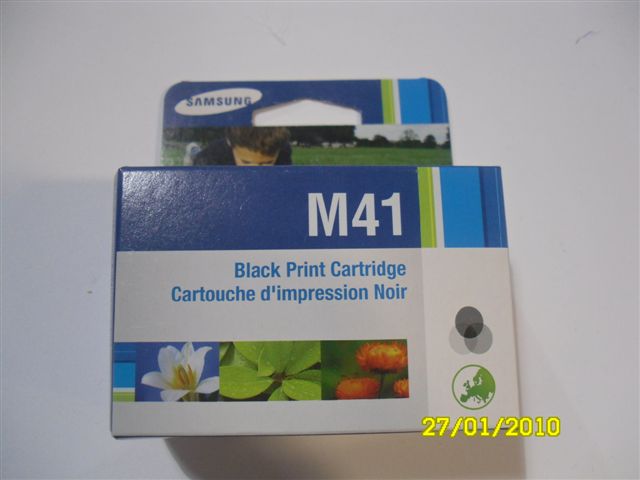 SAMSUNG
M41
Black Print Cartridge
Cartouche d'impression Noir
27/01/2010